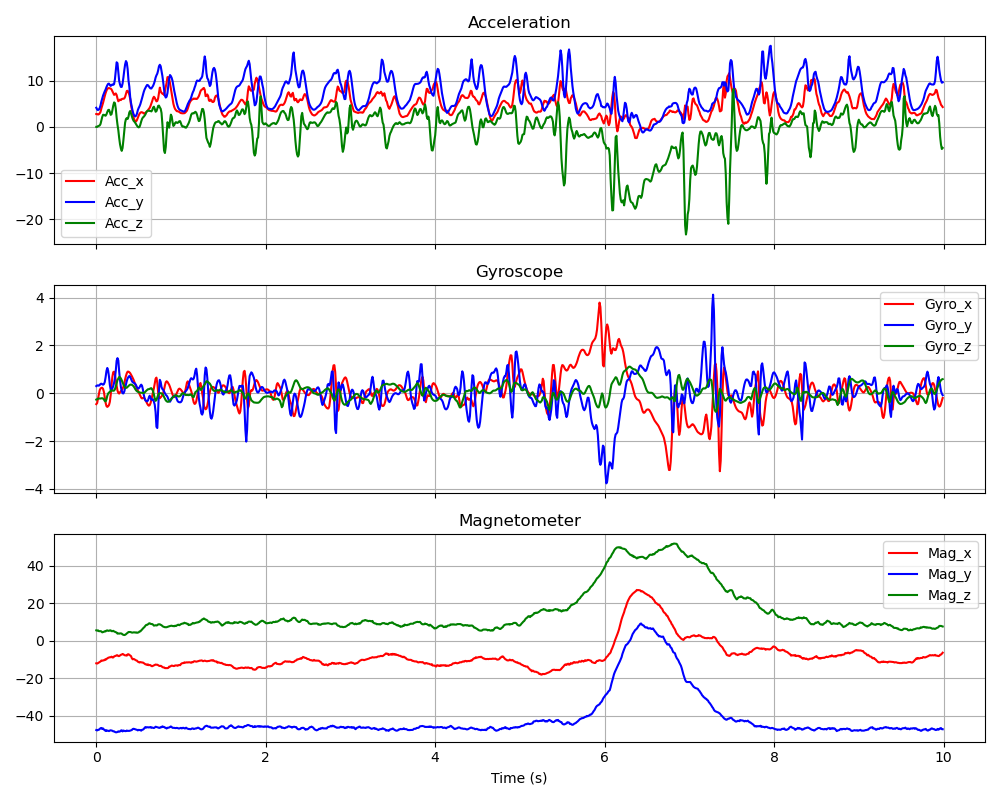 Acceleration
10
0
−10
−20
Acc_x
Acc_y
Acc_z
Gyroscope
4
2
0
−2
−4
Gyro_x
Gyro_y
Gyro_z
Magnetometer
40
20
0
−20
−40
Mag_x
Mag_y
Mag_z
0 2 4 6 8 10
Time (s)